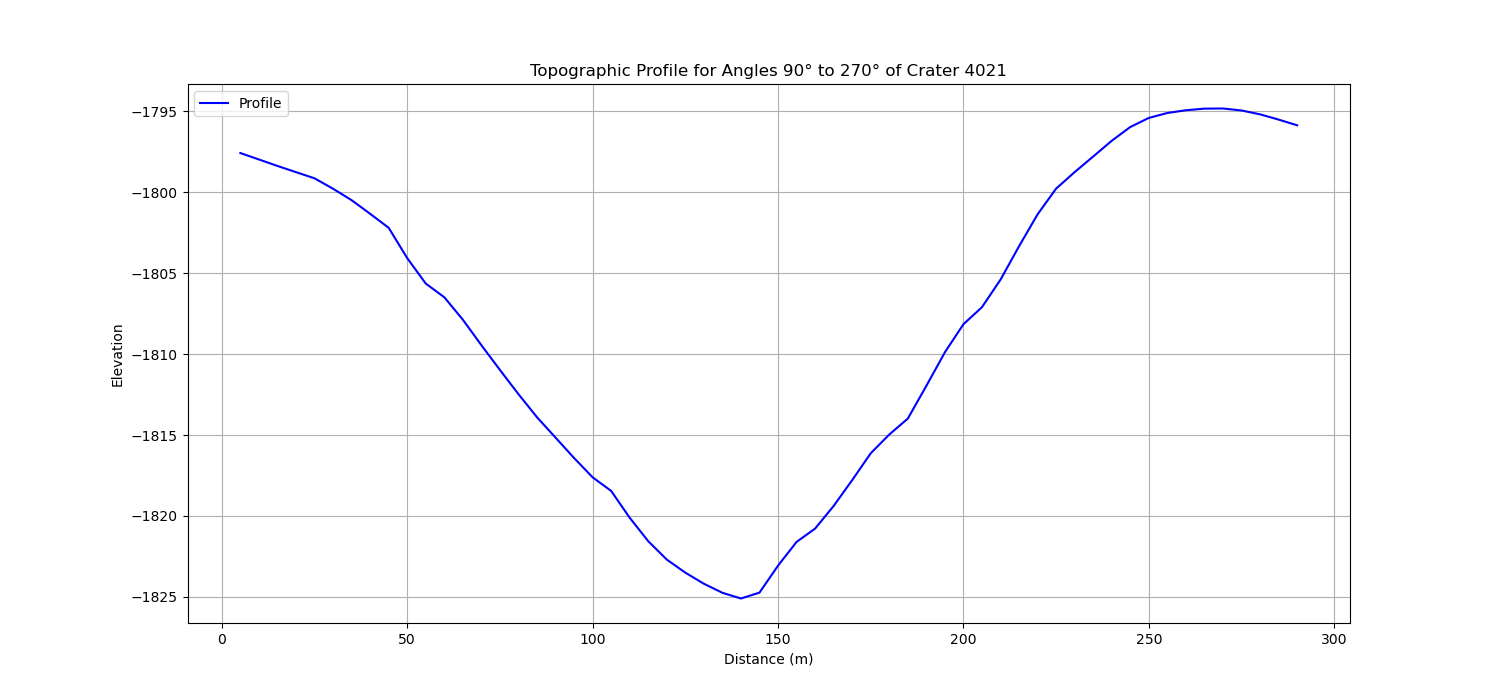 Topographic Profile for Angles 90° to 270° of Crater 4021
Profile
−1795
−1800
−1805
−1810
−1815
−1820
−1825
Elevation
0 50 100 150 200 250 300
Distance (m)